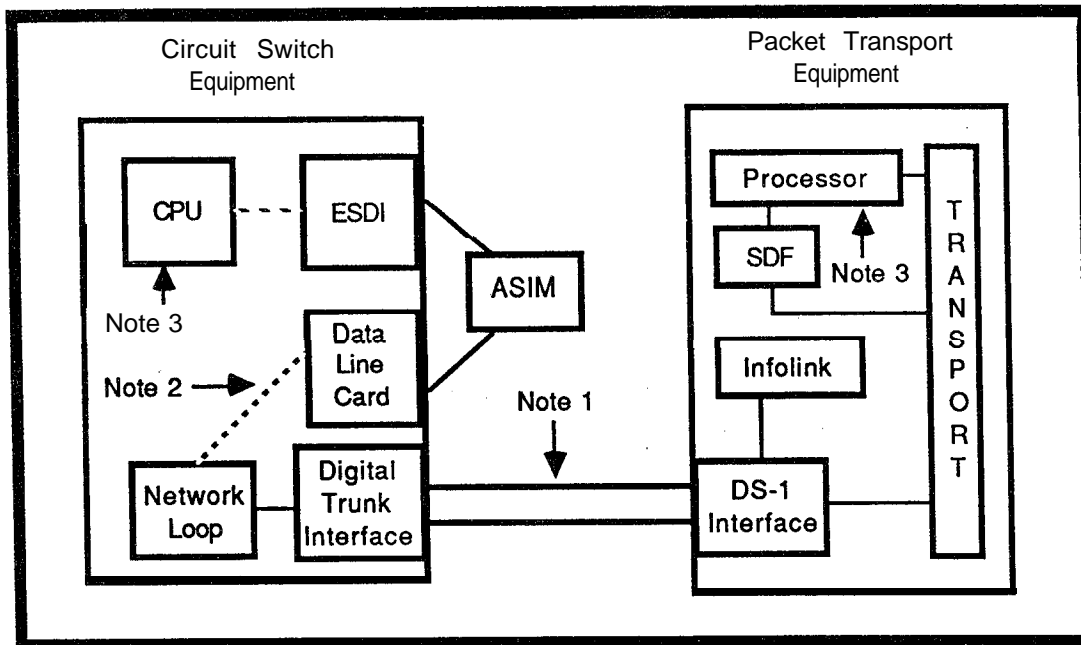 Circuit Switch
Equipment
Packet Transport
Equipment
CPU
ESDI
Note 3
ASIM
Data
Line
Card
Note 2
Network
Loop
Digital
Trunk
Interface
Note 1
Processor
SDF
Note 3
Infolink
DS-1
Interface
TRANSPORT